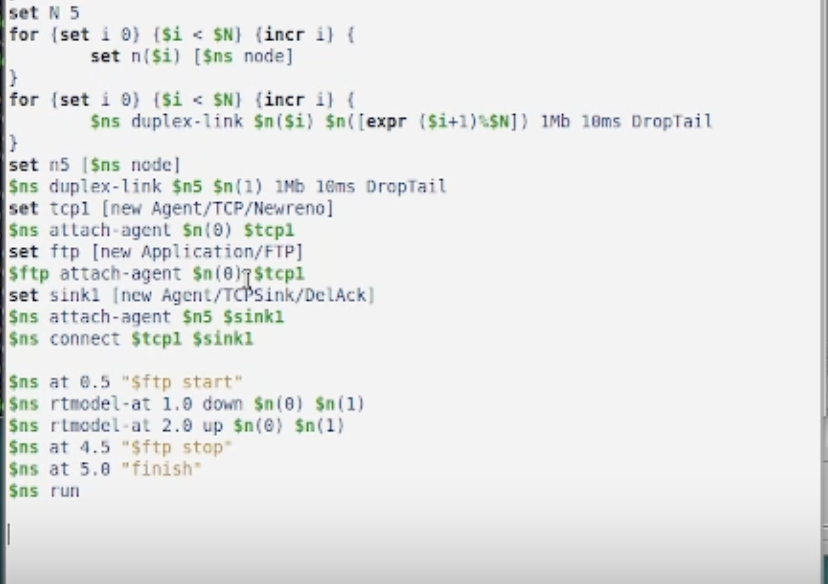 set N 5
for {set i 0} {$i < $N} {incr i} {
        set n($i) [$ns node]
}
for {set i 0} {$i < $N} {incr i} {
        $ns duplex-link $n($i) $n([expr ($i+1)%$N]) 1Mb 10ms DropTail
}
set n5 [$ns node]
$ns duplex-link $n5 $n(1) 1Mb 10ms DropTail
set tcp1 [new Agent/TCP/Newreno]
$ns attach-agent $n(0) $tcp1
set ftp [new Application/FTP]
$ftp attach-agent $n(0) $tcp1
set sink1 [new Agent/TCPSink/DelAck]
$ns attach-agent $n5 $sink1
$ns connect $tcp1 $sink1

$ns at 0.5 "$ftp start"
$ns rtmodel-at 1.0 down $n(0) $n(1)
$ns rtmodel-at 2.0 up $n(0) $n(1)
$ns at 4.5 "$ftp stop"
$ns at 5.0 "finish"
$ns run